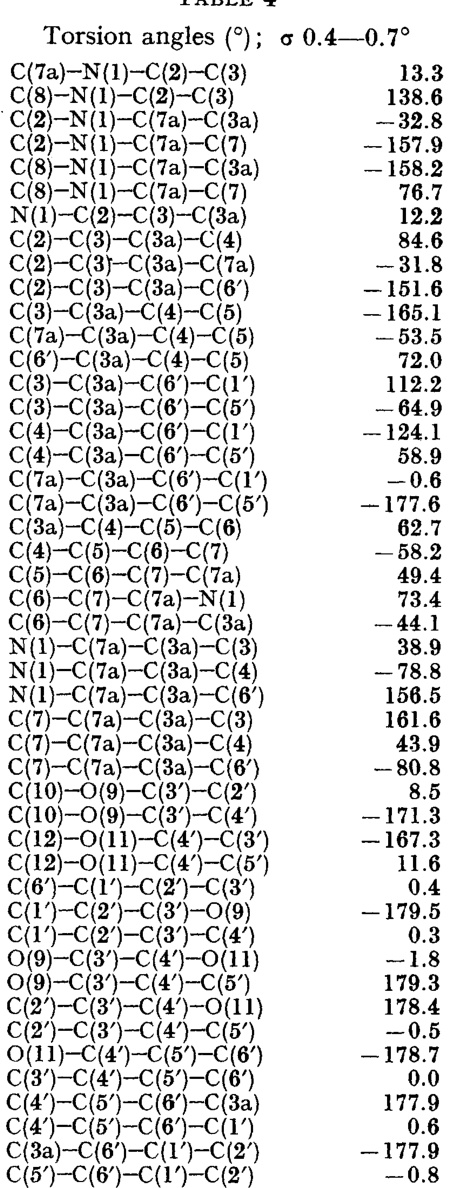 TABLE 4
Torsion angles (°); σ 0.4—0.7°
C(7a)–N(1)–C(2)–C(3) 13.3
C(8)–N(1)–C(2)–C(3) 138.6
C(2)–N(1)–C(7a)–C(3a) –32.8
C(2)–N(1)–C(7a)–C(7) –157.9
C(8)–N(1)–C(7a)–C(3a) –158.2
C(8)–N(1)–C(7a)–C(7) 76.7
N(1)–C(2)–C(3)–C(3a) 12.2
C(2)–C(3)–C(3a)–C(4) 84.6
C(2)–C(3)–C(3a)–C(7a) –31.8
C(2)–C(3)–C(3a)–C(6′) –151.6
C(3)–C(3a)–C(4)–C(5) –165.1
C(7a)–C(3a)–C(4)–C(5) –53.5
C(6′)–C(3a)–C(4)–C(5) 72.0
C(3)–C(3a)–C(6′)–C(1′) 112.2
C(3)–C(3a)–C(6′)–C(5′) –64.9
C(4)–C(3a)–C(6′)–C(1′) –124.1
C(4)–C(3a)–C(6′)–C(5′) 58.9
C(7a)–C(3a)–C(6′)–C(1′) –0.6
C(7a)–C(3a)–C(6′)–C(5′) –177.6
C(3a)–C(4)–C(5)–C(6) 62.7
C(4)–C(5)–C(6)–C(7) –58.2
C(5)–C(6)–C(7)–C(7a) 49.4
C(6)–C(7)–C(7a)–N(1) 73.4
C(6)–C(7)–C(7a)–C(3a) –44.1
N(1)–C(7a)–C(3a)–C(3) 38.9
N(1)–C(7a)–C(3a)–C(4) –78.8
N(1)–C(7a)–C(3a)–C(6′) 156.5
C(7)–C(7a)–C(3a)–C(3) 161.6
C(7)–C(7a)–C(3a)–C(4) 43.9
C(7)–C(7a)–C(3a)–C(6′) –80.8
C(10)–O(9)–C(3′)–C(2′) 8.5
C(10)–O(9)–C(3′)–C(4′) –171.3
C(12)–O(11)–C(4′)–C(3′) –167.3
C(12)–O(11)–C(4′)–C(5′) 11.6
C(6′)–C(1′)–C(2′)–C(3′) 0.4
C(1′)–C(2′)–C(3′)–O(9) –179.5
C(1′)–C(2′)–C(3′)–C(4′) 0.3
O(9)–C(3′)–C(4′)–O(11) –1.8
O(9)–C(3′)–C(4′)–C(5′) 179.3
C(2′)–C(3′)–C(4′)–O(11) 178.4
C(2′)–C(3′)–C(4′)–C(5′) –0.5
O(11)–C(4′)–C(5′)–C(6′) –178.7
C(3′)–C(4′)–C(5′)–C(6′) 0.0
C(4′)–C(5′)–C(6′)–C(3a) 177.9
C(4′)–C(5′)–C(6′)–C(1′) 0.6
C(3a)–C(6′)–C(1′)–C(2′) –177.9
C(5′)–C(6′)–C(1′)–C(2′) –0.8